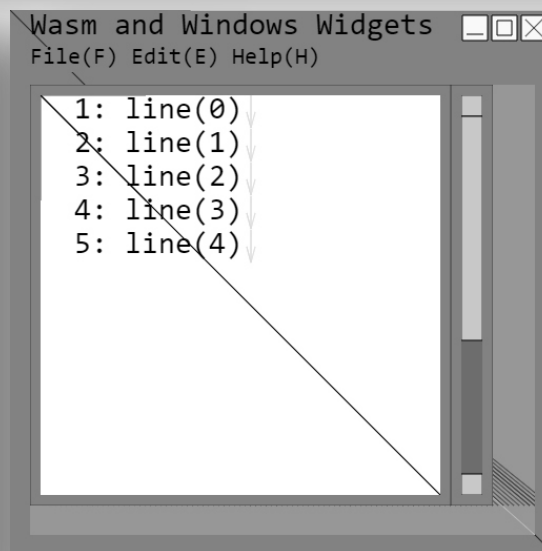 Wasm and Windows Widgets
File(F) Edit(E) Help(H)
1: line(0)↓
2: line(1)↓
3: line(2)↓
4: line(3)↓
5: line(4)↓